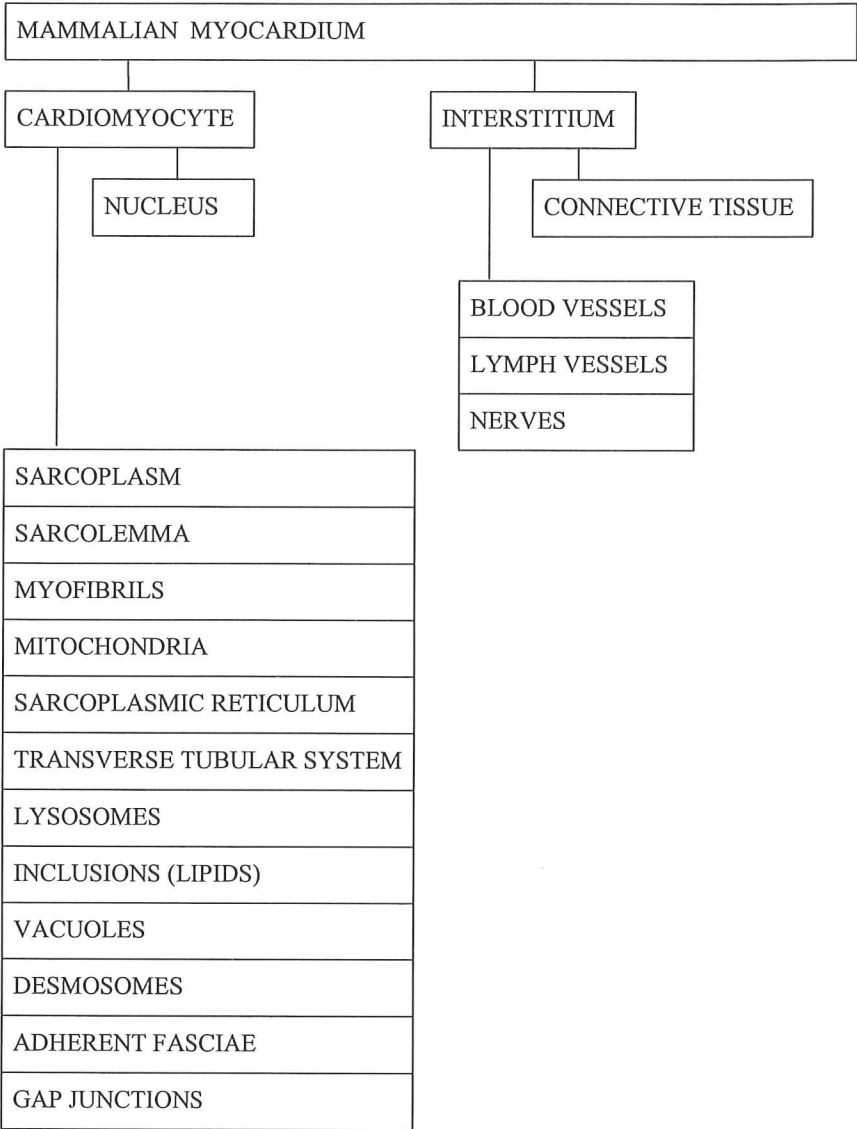 MAMMALIAN MYOCARDIUM
CARDIOMYOCYTE
INTERSTITIUM
NUCLEUS
CONNECTIVE TISSUE
BLOOD VESSELS
LYMPH VESSELS
NERVES
SARCOPLASM
SARCOLEMMA
MYOFIBRILS
MITOCHONDRIA
SARCOPLASMIC RETICULUM
TRANSVERSE TUBULAR SYSTEM
LYSOSOMES
INCLUSIONS (LIPIDS)
VACUOLES
DESMOSOMES
ADHERENT FASCIAE
GAP JUNCTIONS